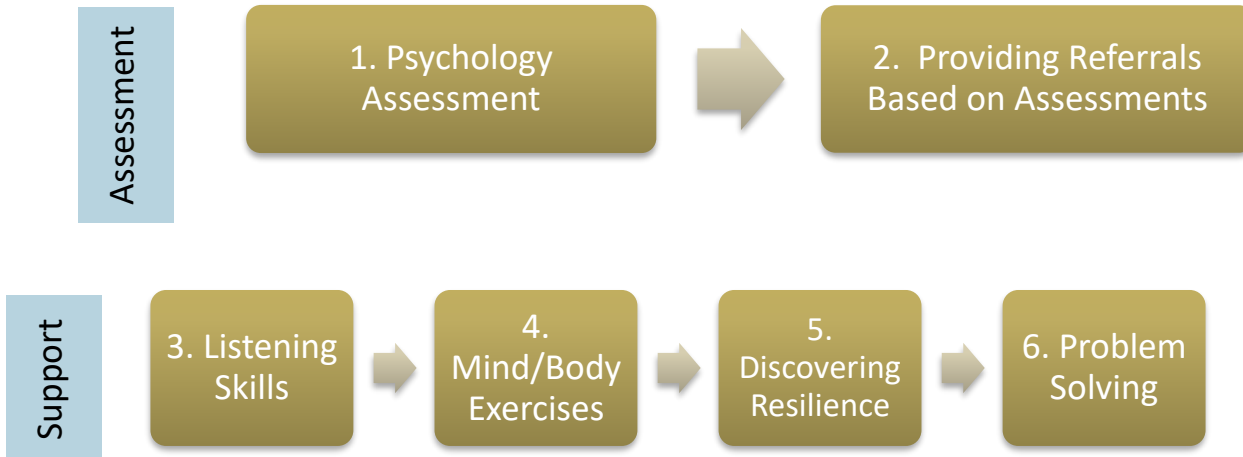 Assessment
1. Psychology
Assessment
2. Providing Referrals
Based on Assessments
Support
3. Listening
Skills
4.
Mind/Body
Exercises
5.
Discovering
Resilience
6. Problem
Solving